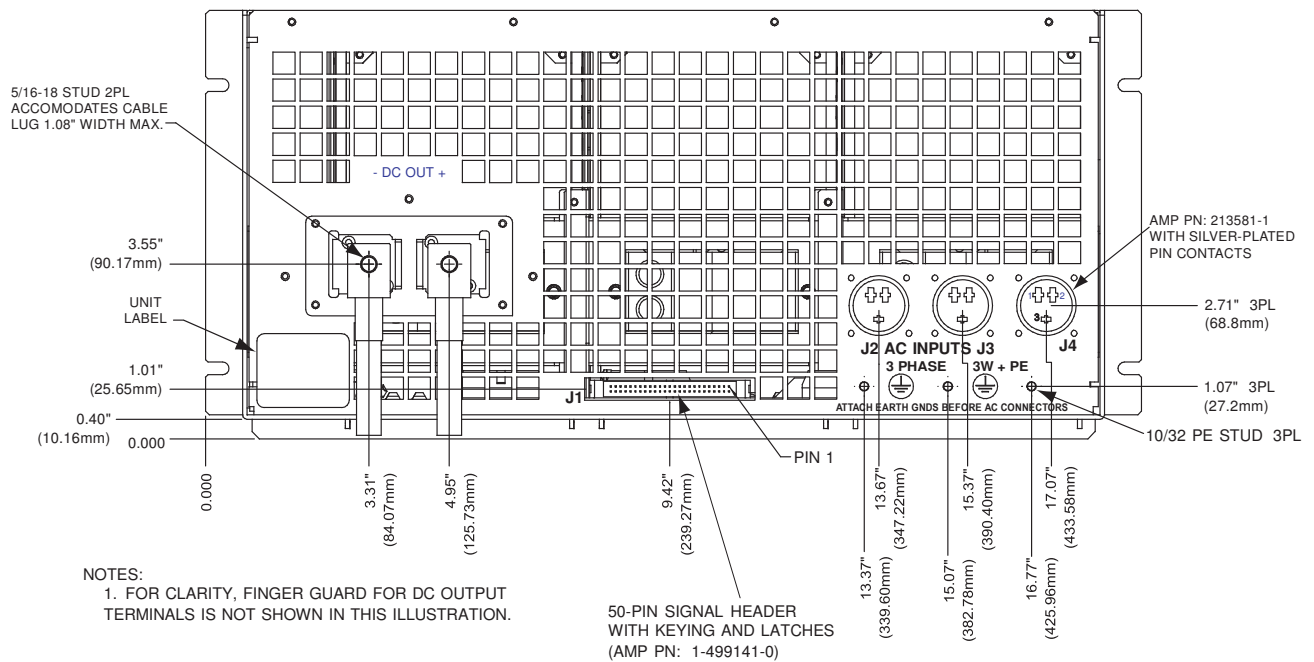 5/16-18 STUD 2PL
ACCOMODATES CABLE
LUG 1.08" WIDTH MAX.
- DC OUT +
3.55"
(90.17mm)
UNIT
LABEL
1.01"
(25.65mm)
0.40"
(10.16mm)
0.000
0.000
AMP PN: 213581-1
WITH SILVER-PLATED
PIN CONTACTS
1 2
3
2.71" 3PL
(68.8mm)
J2 AC INPUTS J3
J4
3 PHASE 3W + PE
1.07" 3PL
(27.2mm)
J1
ATTACH EARTH GNDS BEFORE AC CONNECTORS
10/32 PE STUD 3PL
PIN 1
3.31"
(84.07mm)
4.95"
(125.73mm)
9.42"
(239.27mm)
13.67"
(347.22mm)
15.37"
(390.40mm)
17.07"
(433.58mm)
13.37"
(339.60mm)
15.07"
(382.78mm)
16.77"
(425.96mm)
NOTES:
1. FOR CLARITY, FINGER GUARD FOR DC OUTPUT
TERMINALS IS NOT SHOWN IN THIS ILLUSTRATION.
50-PIN SIGNAL HEADER
WITH KEYING AND LATCHES
(AMP PN: 1-499141-0)